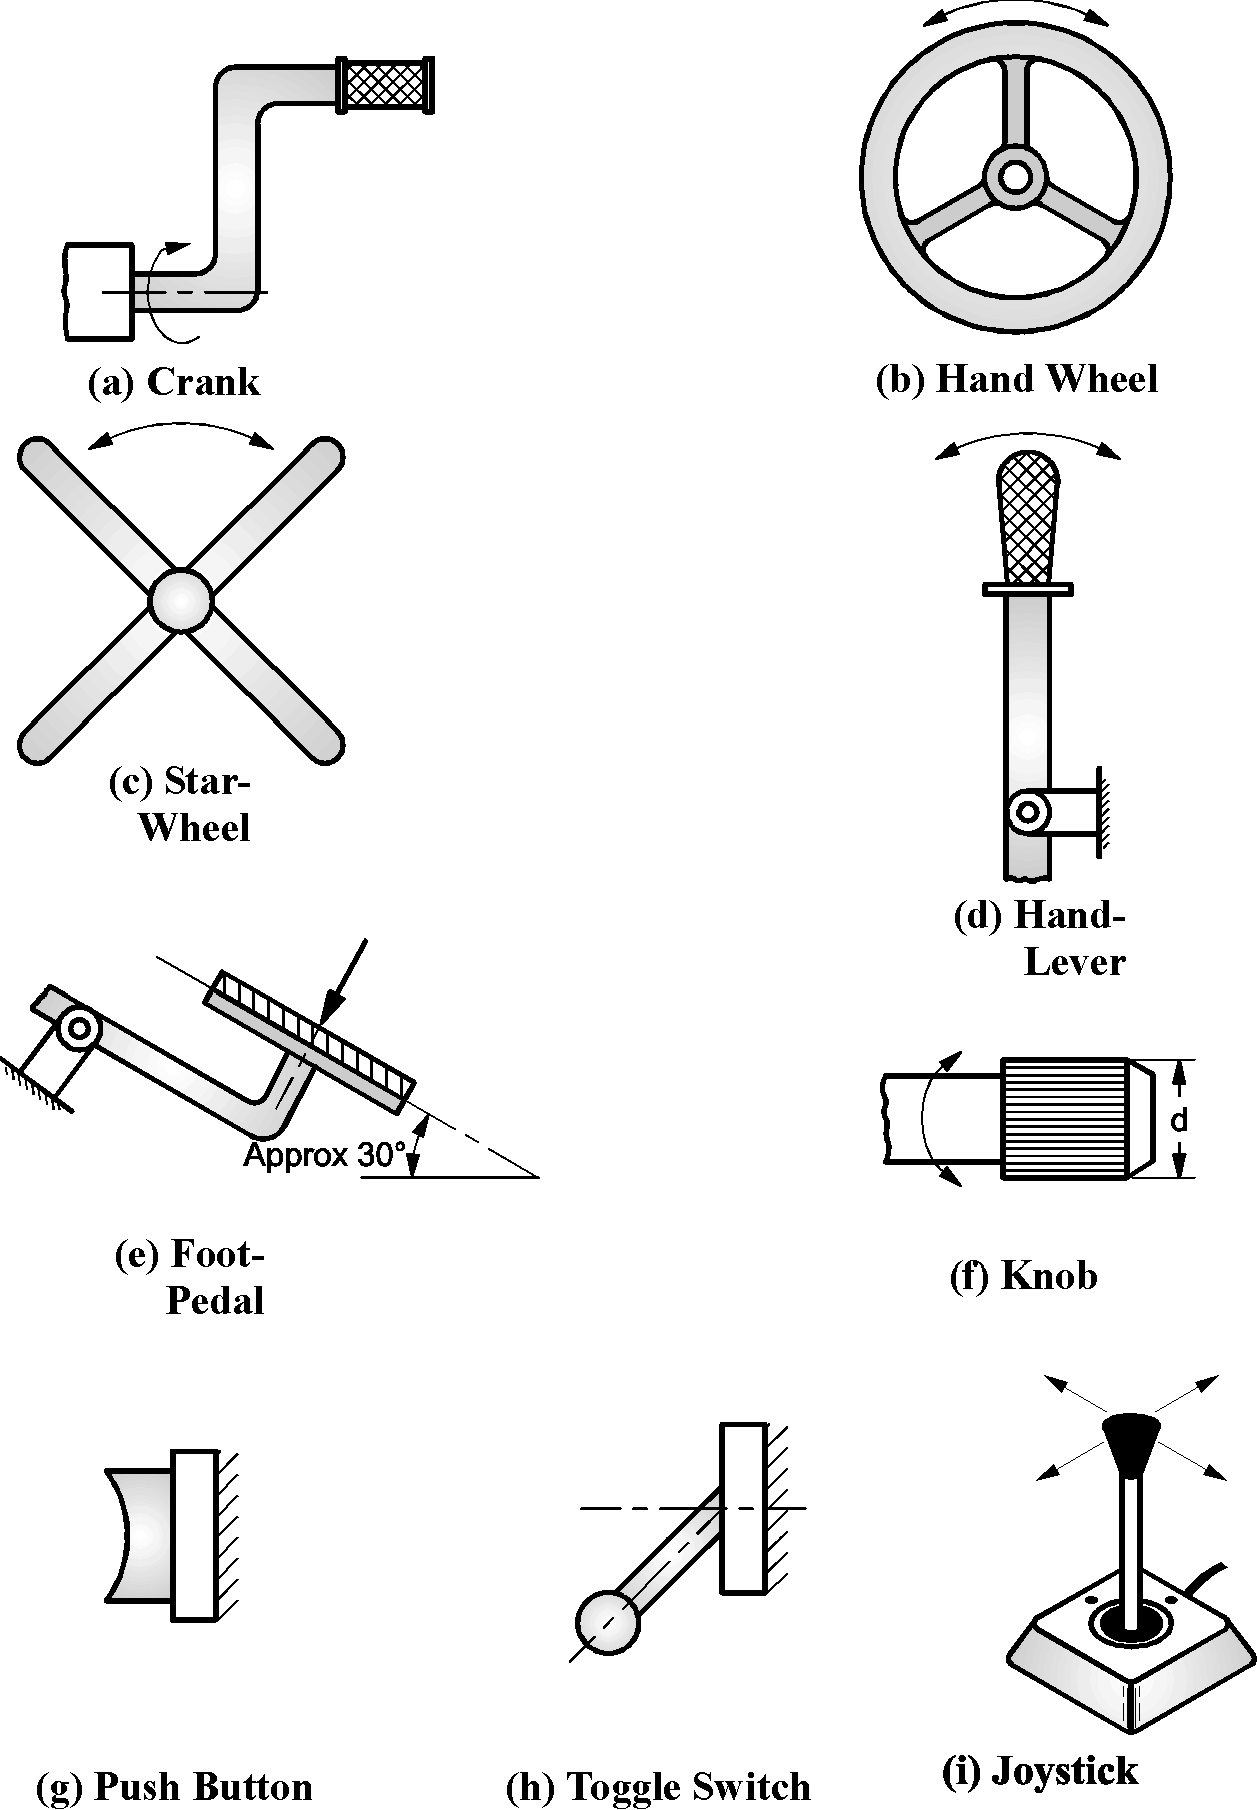 (a) Crank
(b) Hand Wheel
(c) Star-
Wheel
(d) Hand-
Lever
Approx 30°
d
(e) Foot-
Pedal
(f) Knob
(g) Push Button
(h) Toggle Switch
(i) Joystick